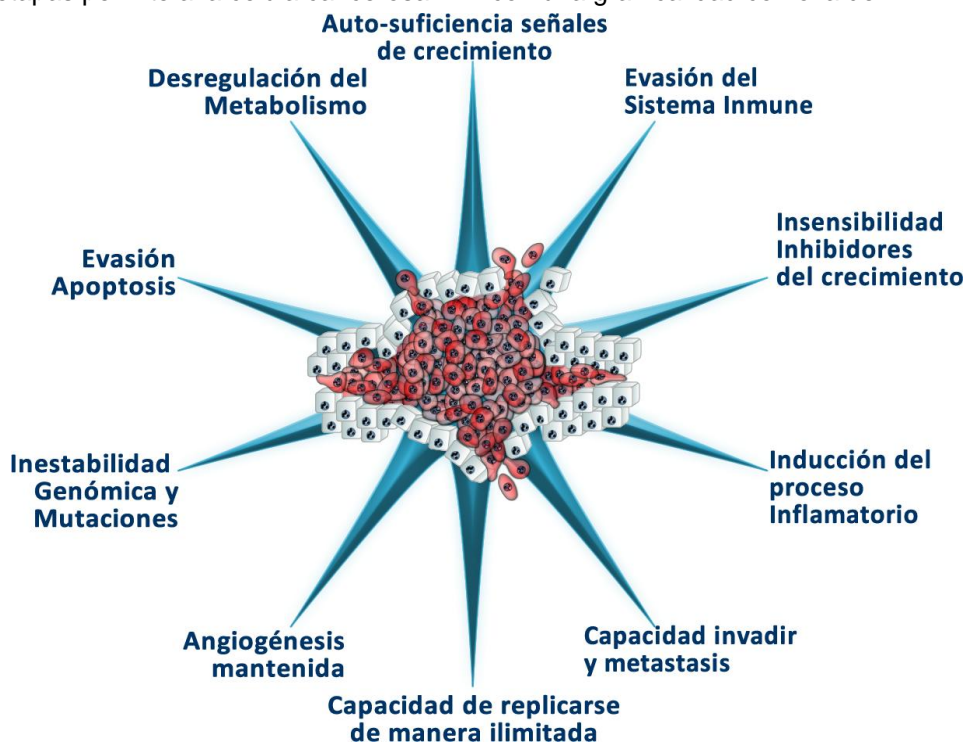 Auto-suficiencia señales
de crecimiento
Evasión del
Sistema Inmune
Insensibilidad
Inhibidores
del crecimiento
Inducción del
proceso
Inflamatorio
Capacidad invadir
y metastasis
Capacidad de replicarse
de manera ilimitada
Angiogénesis
mantenida
Inestabilidad
Genómica y
Mutaciones
Evasión
Apoptosis
Desregulación del
Metabolismo